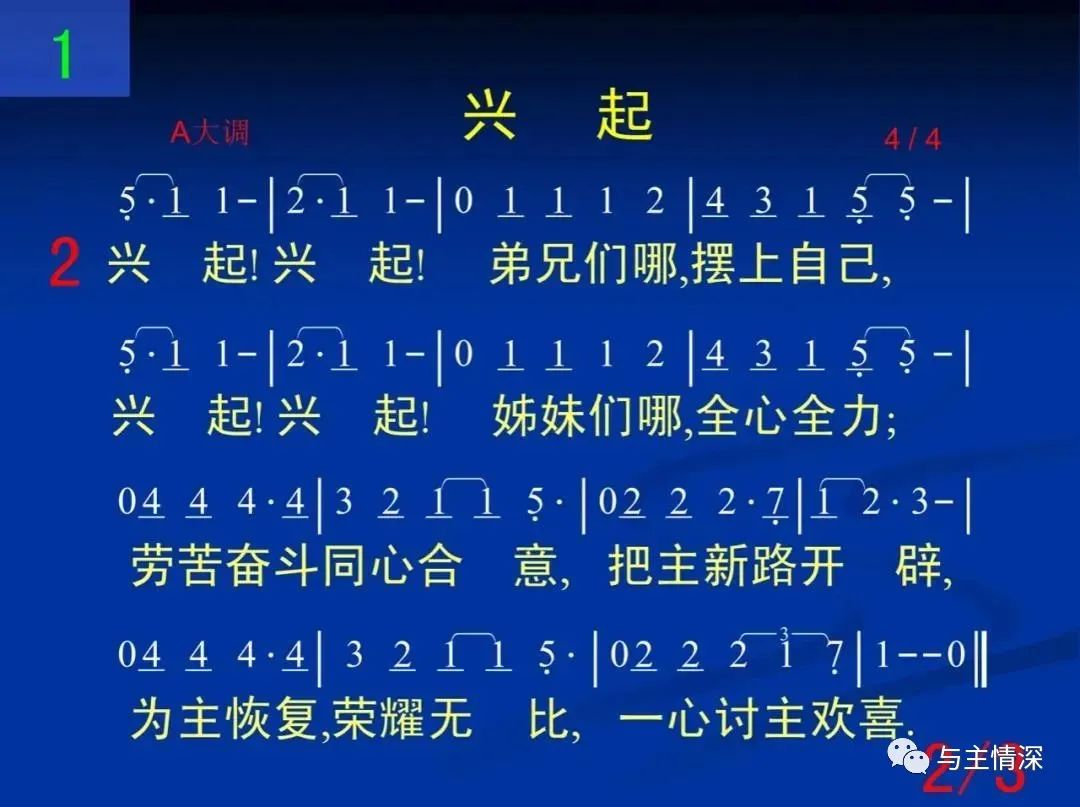 1
兴 起
A大调 4/4
5·1 1-|2·1 1-|0 1 1 1 2|4 3 1 5 5-|
2 兴 起! 兴 起! 弟兄们哪,摆上自己,
5·1 1-|2·1 1-|0 1 1 1 2|4 3 1 5 5-|
兴 起! 兴 起! 姊妹们哪,全心全力;
04 4 4·4|3 2 1 1 5·|02 2 2·7|1 2·3-|
劳苦奋斗同心合 意, 把主新路开 辟,
04 4 4·4|3 2 1 1 5·|02 2 2 1 7|1--0‖
3
为主恢复,荣耀无 比, 一心讨主欢喜.
与主情深
2/3